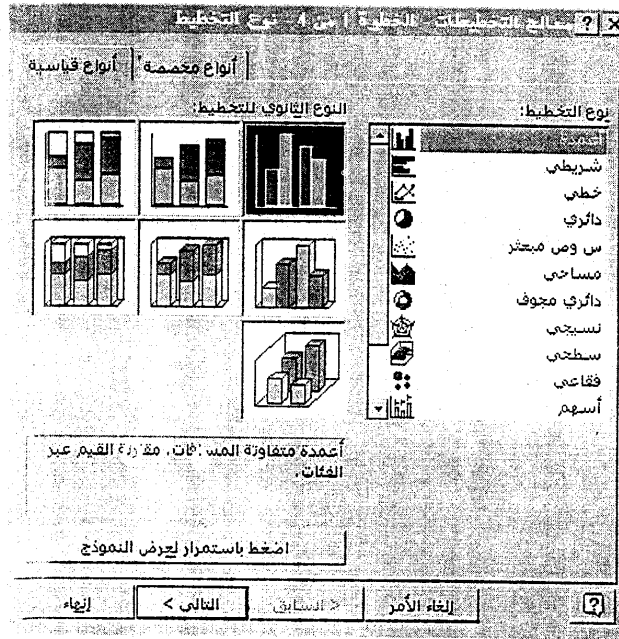 معالج التخطيطات - الخطوة 1 من 4 - نوع التخطيط
أنواع قياسية
أنواع مخصصة
نوع التخطيط:
أعمدة
شريطي
خطي
دائري
س وص مبعثر
مساحي
دائري مجوف
نسيجي
سطحي
فقاعي
أسهم
النوع الثانوي للتخطيط:
أعمدة متفاوتة المسافات. مقارنة القيم عبر
الفئات.
اضغط باستمرار لعرض النموذج
إلغاء الأمر
< السابق
التالي >
إنهاء